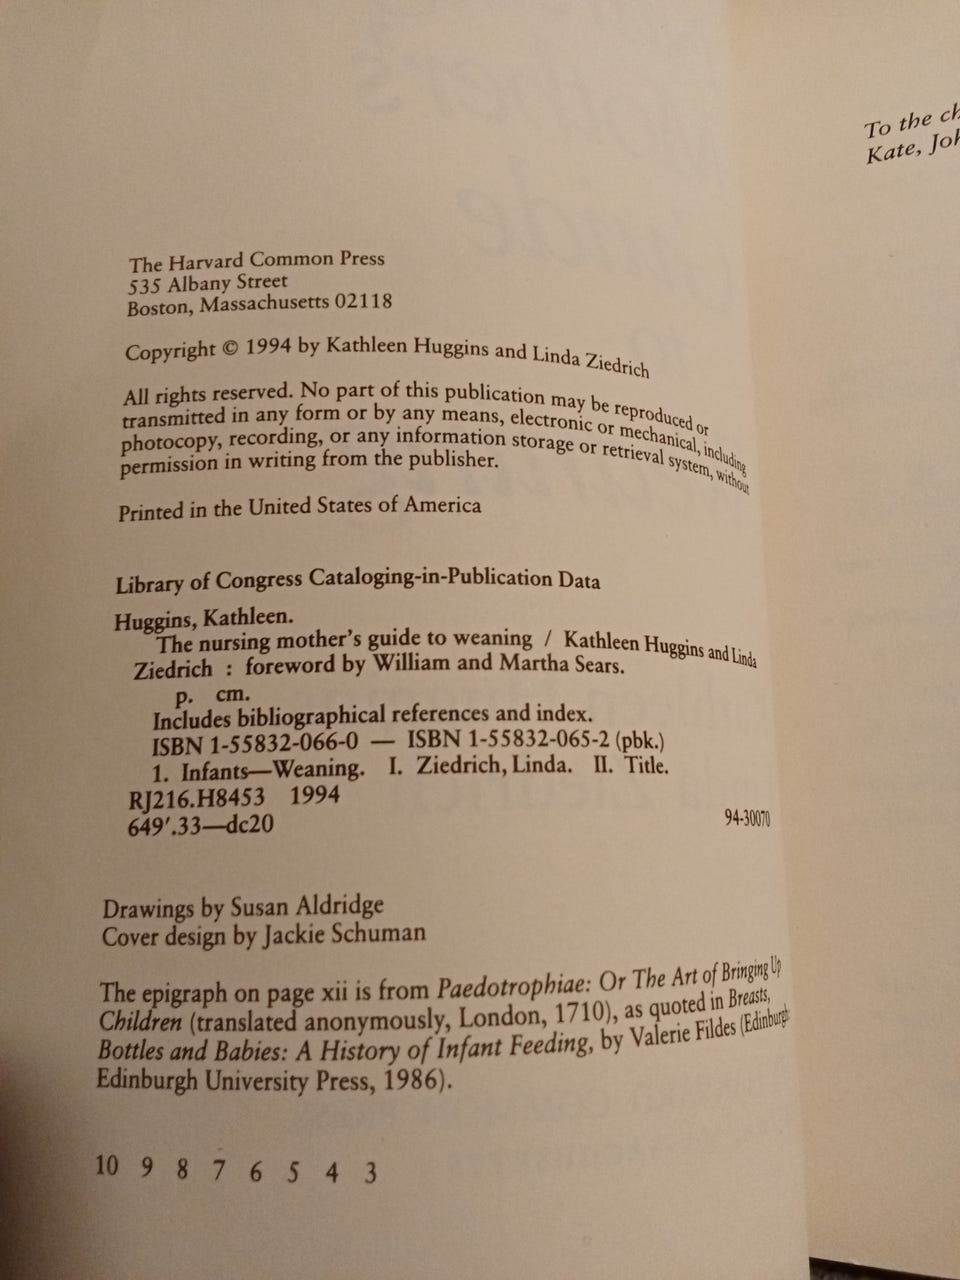 The Harvard Common Press
535 Albany Street
Boston, Massachusetts 02118
Copyright © 1994 by Kathleen Huggins and Linda Ziedrich
All rights reserved. No part of this publication may be reproduced or
transmitted in any form or by any means, electronic or mechanical, including
photocopy, recording, or any information storage or retrieval system, without
permission in writing from the publisher.
Printed in the United States of America
Library of Congress Cataloging-in-Publication Data
Huggins, Kathleen.
The nursing mother's guide to weaning / Kathleen Huggins and Linda
Ziedrich : foreword by William and Martha Sears.
p. cm.
Includes bibliographical references and index.
ISBN 1-55832-066-0 — ISBN 1-55832-065-2 (pbk.)
1. Infants—Weaning. I. Ziedrich, Linda. II. Title.
RJ216.H8453 1994
649'.33—dc20
94-30070
Drawings by Susan Aldridge
Cover design by Jackie Schuman
The epigraph on page xii is from Paedotrophiae: Or The Art of Bringing Up
Children (translated anonymously, London, 1710), as quoted in Breasts,
Bottles and Babies: A History of Infant Feeding, by Valerie Fildes (Edinburgh:
Edinburgh University Press, 1986).
10 9 8 7 6 5 4 3
To the ch
Kate, Joh